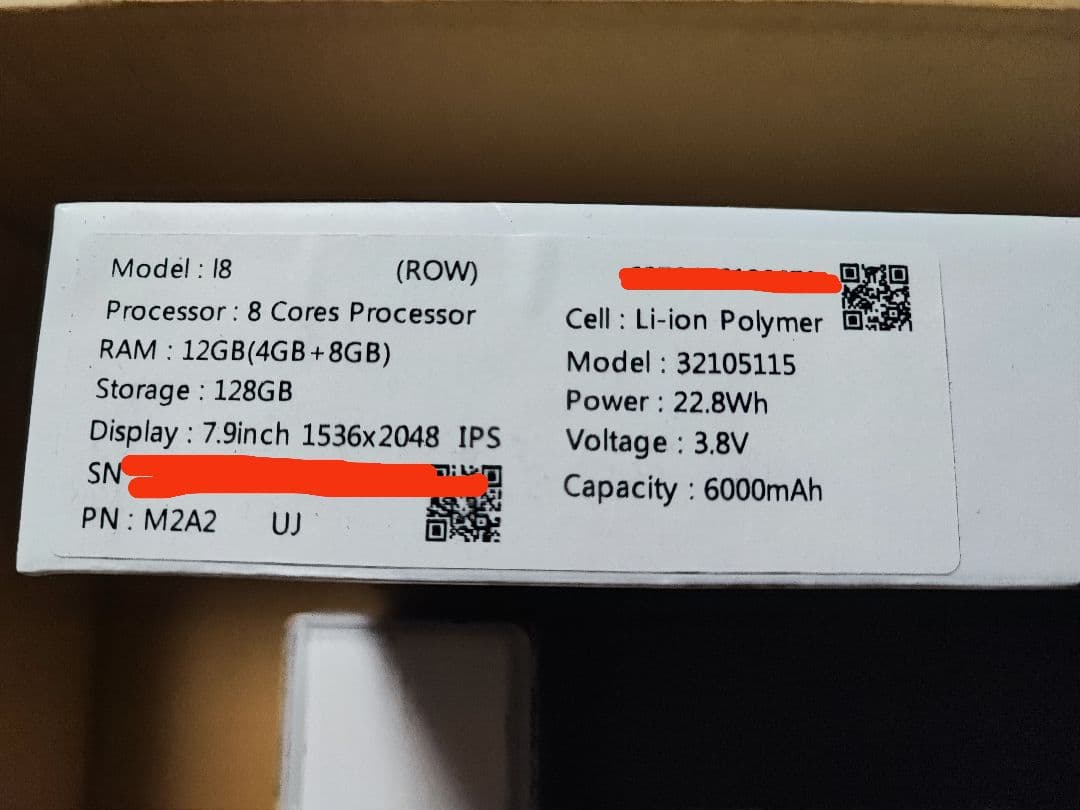 Model : I8 (ROW)
Processor : 8 Cores Processor
RAM : 12GB(4GB+8GB)
Storage : 128GB
Display : 7.9inch 1536x2048 IPS
SN
PN : M2A2 UJ
Cell : Li-ion Polymer
Model : 32105115
Power : 22.8Wh
Voltage : 3.8V
Capacity : 6000mAh